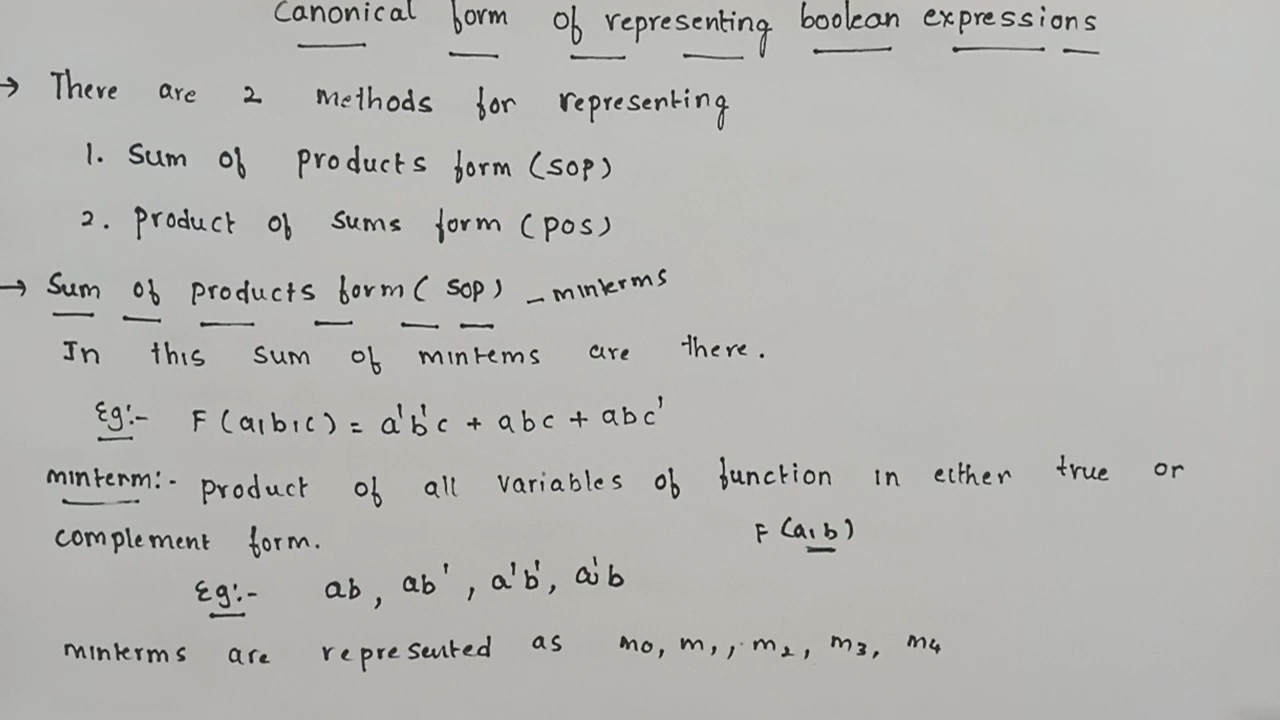 Canonical form of representing boolean expressions
→ There are 2 methods for representing
1. Sum of products form (SOP)
2. product of sums form (POS)
→ Sum of products form ( SOP) - minterms
In this sum of mintems are there.
Eg:- F(a,b,c) = a'b'c + abc + abc'
minterm:- product of all variables of function in either true or
complement form.
F (a,b)
Eg:- ab, ab', a'b', a'b
minterms are represented as m0, m1, m2, m3, m4